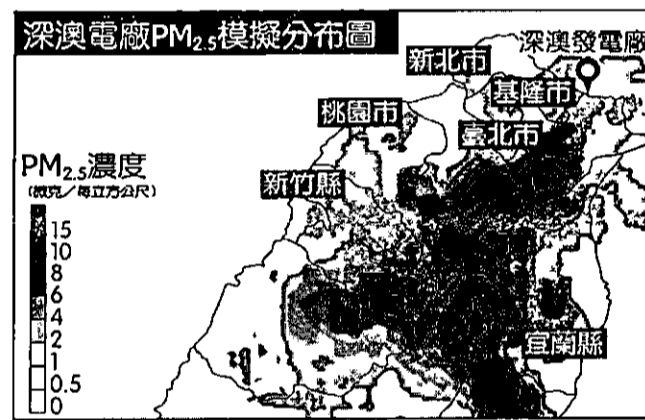 深澳電廠PM2.5模擬分布圖
深澳發電廠
新北市
基隆市
桃園市
臺北市
PM2.5濃度
(微克／每立方公尺)
新竹縣
15
10
8
6
4
2
1
0.5
0
宜蘭縣